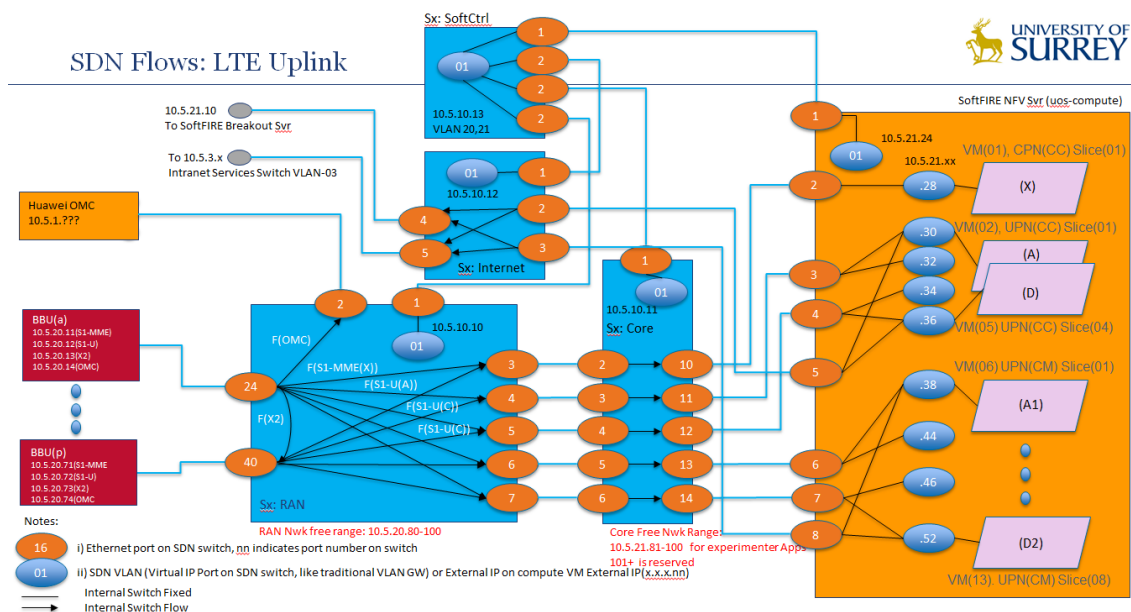 SDN Flows: LTE Uplink
Sx: SoftCtrl
UNIVERSITY OF
SURREY
1
2
2
2
01
10.5.10.13
VLAN 20,21
10.5.21.10
To SoftFIRE Breakout Svr
To 10.5.3.x
Intranet Services Switch VLAN-03
01
10.5.10.12
1
2
3
4
5
Sx: Internet
Huawei OMC
10.5.1.???
SoftFIRE NFV Svr (uos-compute)
1
10.5.21.24
01
10.5.21.xx
VM(01), CPN(CC) Slice(01)
2
.28
(X)
VM(02), UPN(CC) Slice(01)
.30
.32
(A)
3
.34
(D)
4
.36
VM(05) UPN(CC) Slice(04)
5
VM(06) UPN(CM) Slice(01)
.38
(A1)
.44
6
.46
7
8
.52
(D2)
VM(13). UPN(CM) Slice(08)
BBU(a)
10.5.20.11(S1-MME)
10.5.20.12(S1-U)
10.5.20.13(X2)
10.5.20.14(OMC)
BBU(p)
10.5.20.71(S1-MME
10.5.20.72(S1-U)
10.5.20.73(X2)
10.5.20.74(OMC
2
1
01
10.5.10.10
F(OMC)
F(S1-MME(X))
F(S1-U(A))
F(S1-U(C))
F(S1-U(C))
F(X2)
24
40
3
4
5
6
7
Sx: RAN
RAN Nwk free range: 10.5.20.80-100
1
01
10.5.10.11
Sx: Core
2
10
3
11
4
12
5
13
6
14
Core Free Nwk Range:
10.5.21.81-100 for experimenter Apps
101+ is reserved
Notes:
16
i) Ethernet port on SDN switch, nn indicates port number on switch
01
ii) SDN VLAN (Virtual IP Port on SDN switch, like traditional VLAN GW) or External IP on compute VM External IP(x.x.x.nn)
Internal Switch Fixed
Internal Switch Flow